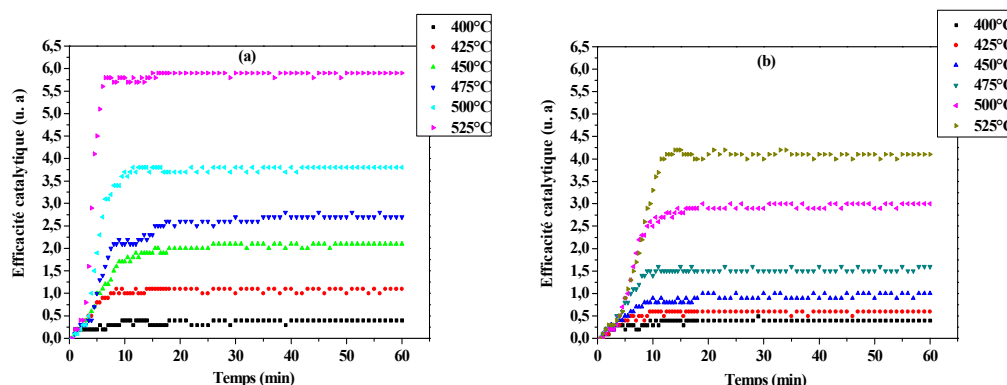 400°C
425°C
450°C
475°C
500°C
525°C
(a)
6,5
6,0
5,5
5,0
4,5
4,0
3,5
3,0
2,5
2,0
1,5
1,0
0,5
0,0
Efficacité catalytique (u. a)
0 10 20 30 40 50 60
Temps (min)
400°C
425°C
450°C
475°C
500°C
525°C
(b)
6,5
6,0
5,5
5,0
4,5
4,0
3,5
3,0
2,5
2,0
1,5
1,0
0,5
0,0
Efficacité catalytique (u. a)
0 10 20 30 40 50 60
Temps (min)